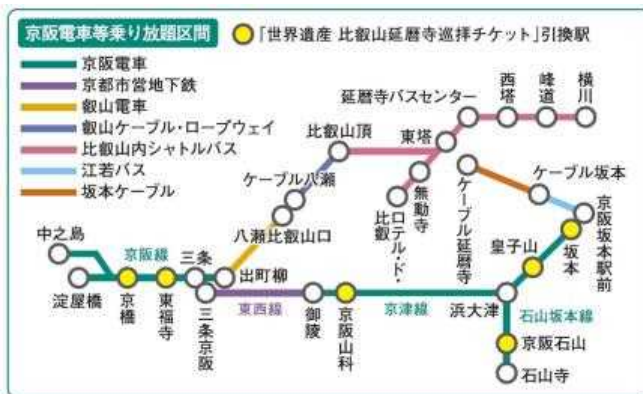 京阪電車等乗り放題区間
「世界遺産 比叡山延暦寺巡拝チケット」引換駅
京阪電車
京都市営地下鉄
叡山電車
叡山ケーブル・ロープウェイ
比叡山内シャトルバス
江若バス
坂本ケーブル
延暦寺バスセンター
西塔
峰道
横川
比叡山頂
東塔
無動寺
ロテル・ド・比叡
ケーブル八瀬
八瀬比叡山口
ケーブル坂本
ケーブル延暦寺
京阪坂本駅前
坂本
皇子山
中之島
京阪線
三条
出町柳
淀屋橋
京橋
東福寺
三条京阪
東西線
御陵
京阪山科
京津線
浜大津
石山坂本線
京阪石山
石山寺